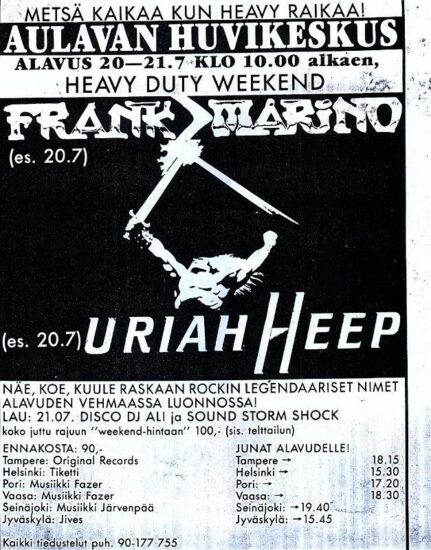 METSÄ KAIKAA KUN HEAVY RAIKAA!
AULAVAN HUVIKESKUS
ALAVUS 20—21.7 KLO 10.00 alkaen,
HEAVY DUTY WEEKEND
FRANK MARINO
(es. 20.7)
(es. 20.7) URIAH HEEP
NÄE, KOE, KUULE RASKAAN ROCKIN LEGENDAARISET NIMET
ALAVUDEN VEHMAASSA LUONNOSSA!
LAU: 21.07. DISCO DJ ALI ja SOUND STORM SHOCK
koko juttu rajuun "weekend-hintaan" 100,- (sis. telttailun)
ENNAKOSTA: 90,-
Tampere: Original Records
Helsinki: Tiketti
Pori: Musiikki Fazer
Vaasa: Musiikki Fazer
Seinäjoki: Musiikki Järvenpää
Jyväskylä: Jives
JUNAT ALAVUDELLE!
Tampere → 18.15
Helsinki → 15.30
Pori: → 17.20
Vaasa: → 18.30
Seinäjoki: → 19.40
Jyväskylä: → 15.45
Kaikki tiedustelut puh. 90-177 755